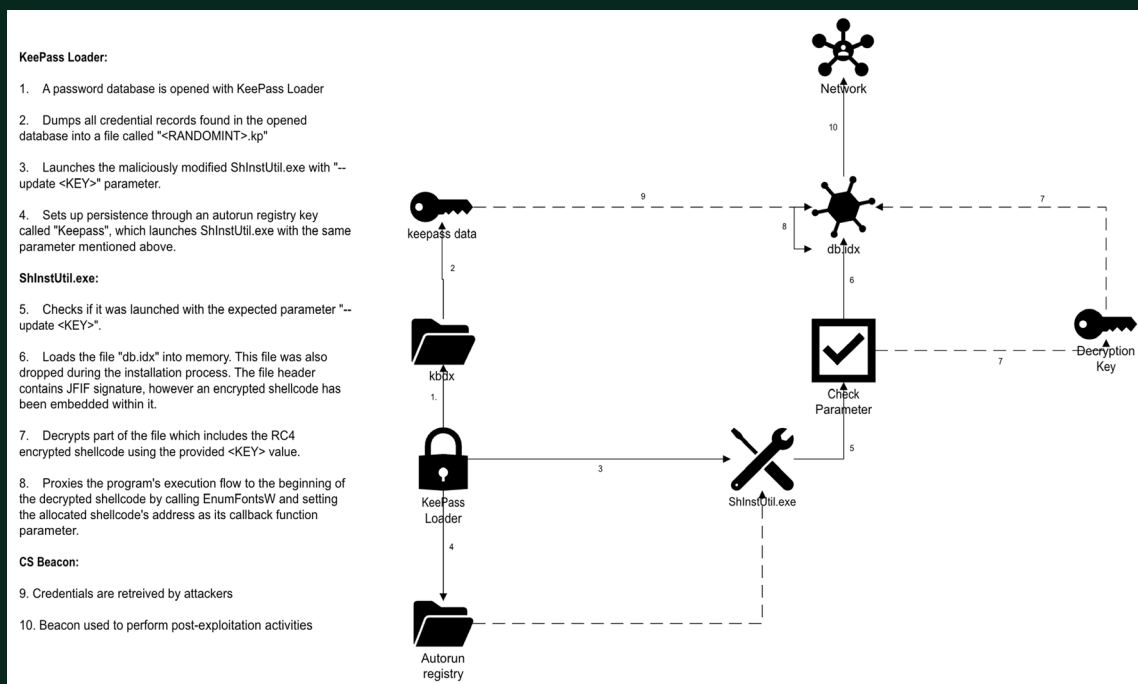 KeePass Loader:
1. A password database is opened with KeePass Loader
2. Dumps all credential records found in the opened
database into a file called "<RANDOMINT>.kp"
3. Launches the maliciously modified ShInstUtil.exe with "--
update <KEY>" parameter.
4. Sets up persistence through an autorun registry key
called "Keepass", which launches ShInstUtil.exe with the same
parameter mentioned above.
ShInstUtil.exe:
5. Checks if it was launched with the expected parameter "--
update <KEY>".
6. Loads the file "db.idx" into memory. This file was also
dropped during the installation process. The file header
contains JFIF signature, however an encrypted shellcode has
been embedded within it.
7. Decrypts part of the file which includes the RC4
encrypted shellcode using the provided <KEY> value.
8. Proxies the program's execution flow to the beginning of
the decrypted shellcode by calling EnumFontsW and setting
the allocated shellcode's address as its callback function
parameter.
CS Beacon:
9. Credentials are retreived by attackers
10. Beacon used to perform post-exploitation activities
Network
10
9
7
keepass data
8
db.idx
2
6
Decryption
Key
7
kbdx
Check
Parameter
1.
5
3
KeePass
Loader
ShInstUtil.exe
4
Autorun
registry